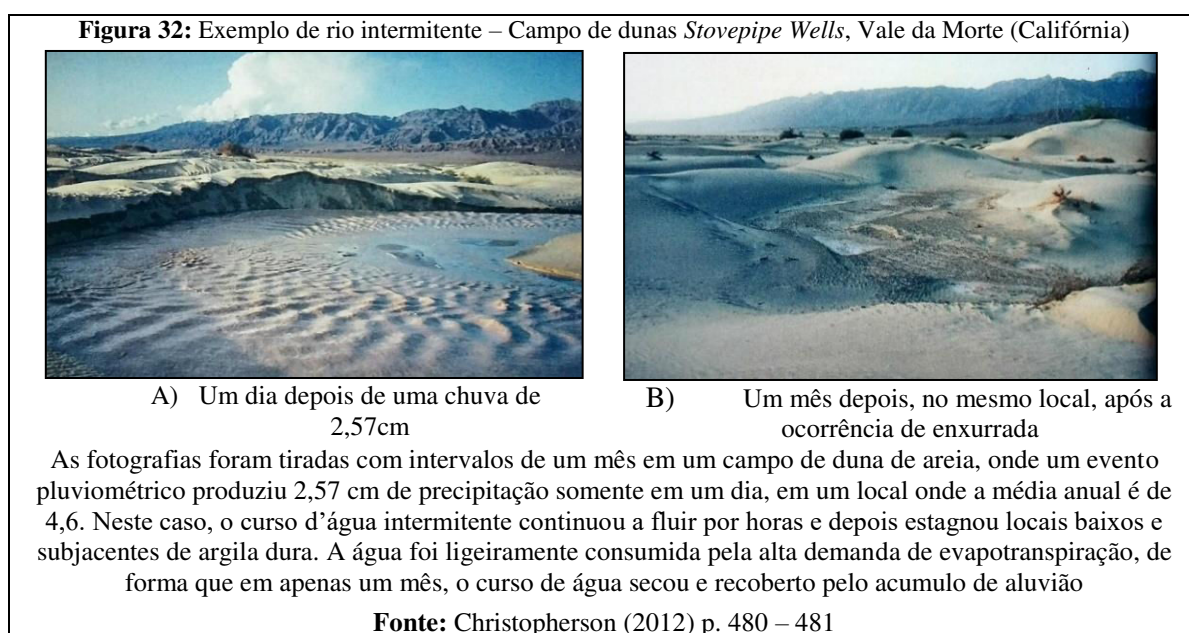 Figura 32: Exemplo de rio intermitente – Campo de dunas Stovepipe Wells, Vale da Morte (Califórnia)
A) Um dia depois de uma chuva de
2,57cm
B) Um mês depois, no mesmo local, após a
ocorrência de enxurrada
As fotografias foram tiradas com intervalos de um mês em um campo de duna de areia, onde um evento
pluviométrico produziu 2,57 cm de precipitação somente em um dia, em um local onde a média anual é de
4,6. Neste caso, o curso d’água intermitente continuou a fluir por horas e depois estagnou locais baixos e
subjacentes de argila dura. A água foi ligeiramente consumida pela alta demanda de evapotranspiração, de
forma que em apenas um mês, o curso de água secou e recoberto pelo acumulo de aluvião
Fonte: Christopherson (2012) p. 480 – 481